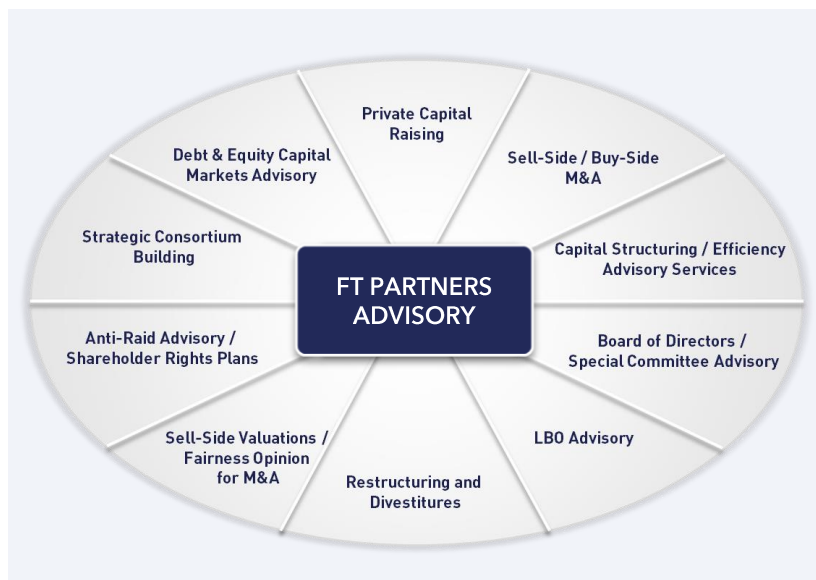 Private Capital
Raising
Debt & Equity Capital
Markets Advisory
Sell-Side / Buy-Side
M&A
Strategic Consortium
Building
Capital Structuring / Efficiency
Advisory Services
FT PARTNERS
ADVISORY
Anti-Raid Advisory /
Shareholder Rights Plans
Board of Directors /
Special Committee Advisory
Sell-Side Valuations /
Fairness Opinion
for M&A
LBO Advisory
Restructuring and
Divestitures